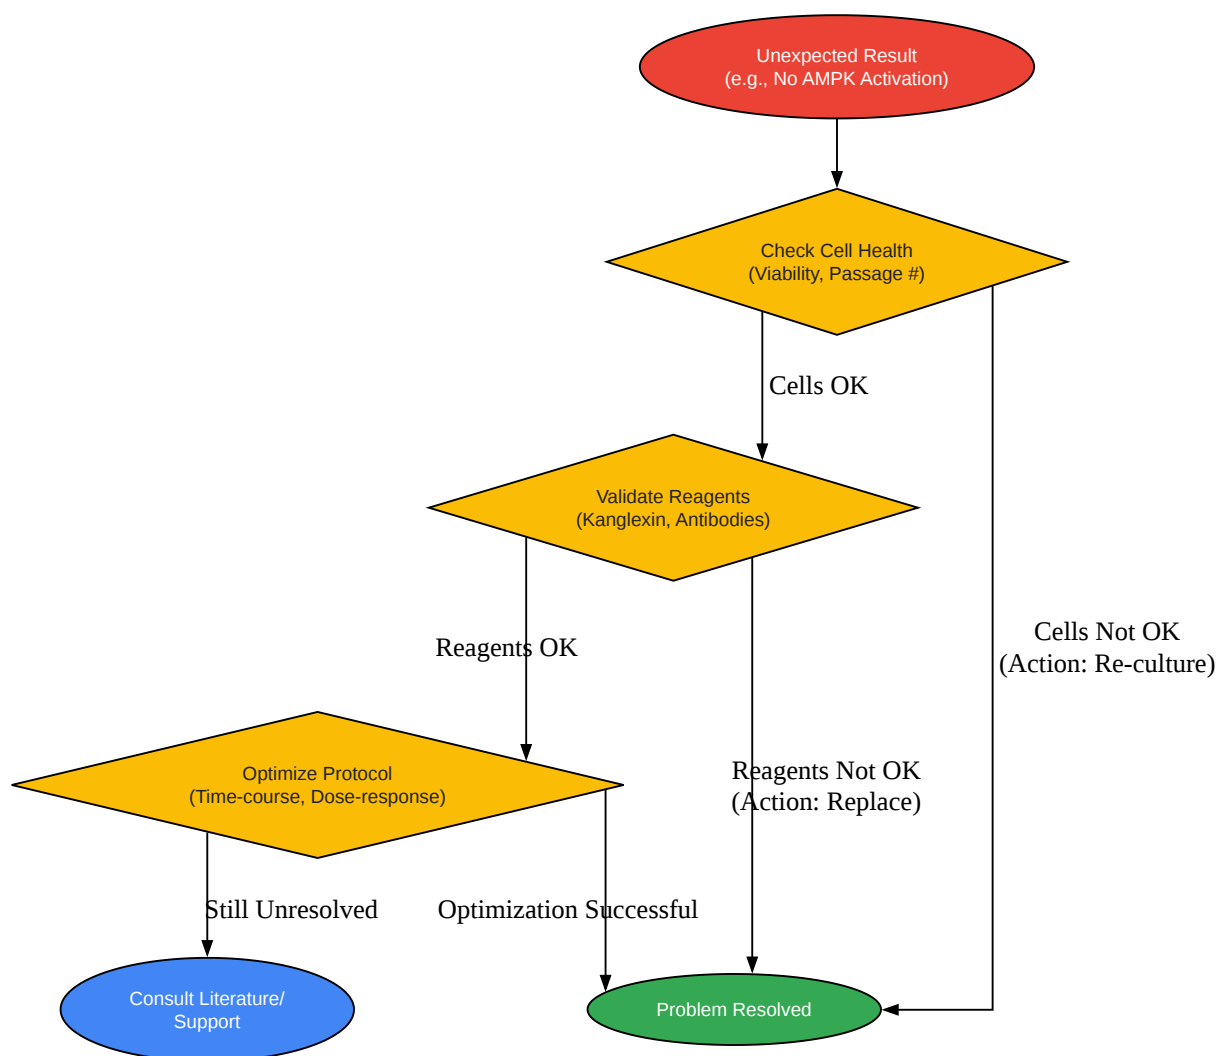 Unexpected Result
(e.g., No AMPK Activation)
Check Cell Health
(Viability, Passage #)
Cells OK
Validate Reagents
(Kanglexin, Antibodies)
Cells Not OK
(Action: Re-culture)
Reagents OK
Reagents Not OK
(Action: Replace)
Optimize Protocol
(Time-course, Dose-response)
Still Unresolved
Optimization Successful
Consult Literature/
Support
Problem Resolved